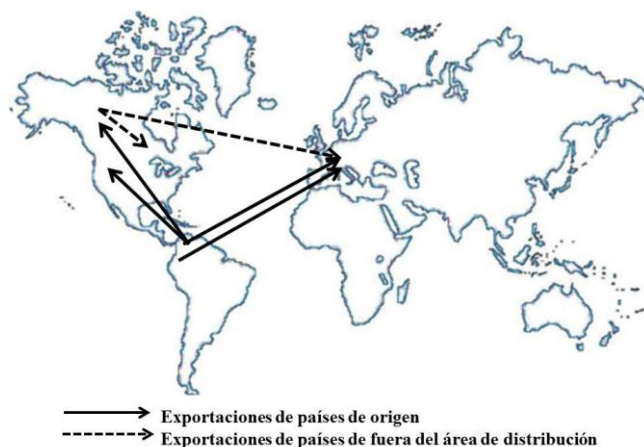 Exportaciones de países de origen
Exportaciones de países de fuera del área de distribución